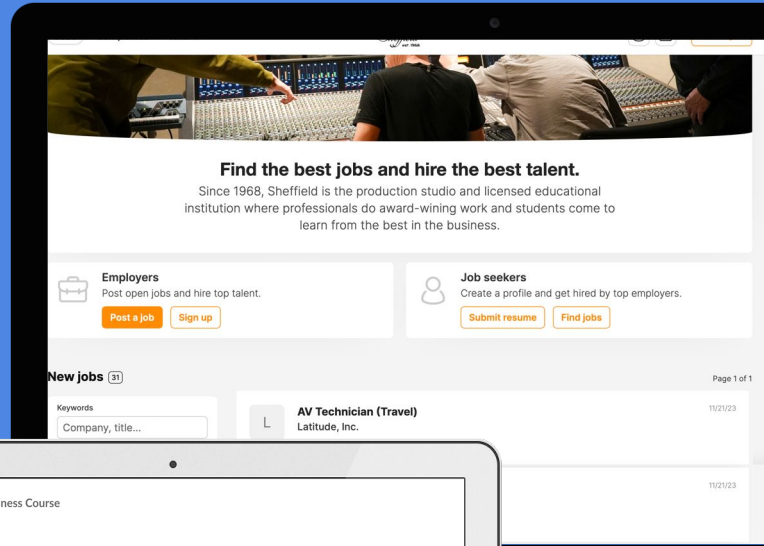 est 1968
Find the best jobs and hire the best talent.
Since 1968, Sheffield is the production studio and licensed educational
institution where professionals do award-wining work and students come to
learn from the best in the business.
Employers
Post open jobs and hire top talent.
Post a job
Sign up
Job seekers
Create a profile and get hired by top employers.
Submit resume
Find jobs
New jobs 31
Page 1 of 1
Keywords
Company, title...
L
AV Technician (Travel)
Latitude, Inc.
11/21/23
11/21/23
ness Course